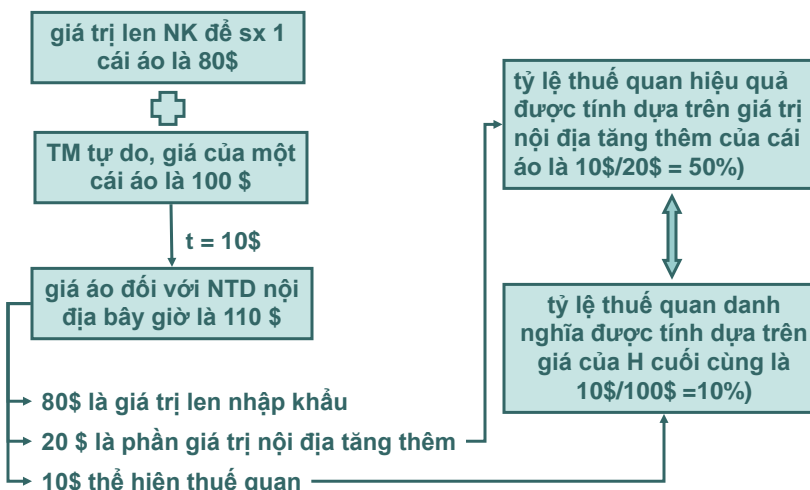 giá trị len NK để sx 1
cái áo là 80$
TM tự do, giá của một
cái áo là 100 $
t = 10$
giá áo đối với NTD nội
địa bây giờ là 110 $
80$ là giá trị len nhập khẩu
20 $ là phần giá trị nội địa tăng thêm
10$ thể hiện thuế quan
tỷ lệ thuế quan hiệu quả
được tính dựa trên giá trị
nội địa tăng thêm của cái
áo là 10$/20$ = 50%)
tỷ lệ thuế quan danh
nghĩa được tính dựa trên
giá của H cuối cùng là
10$/100$ =10%)